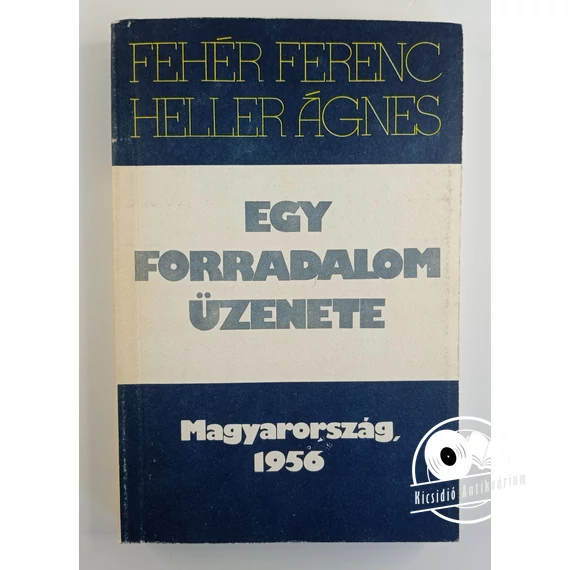 FEHÉR FERENC
HELLER ÁGNES
EGY
FORRADALOM
ÜZENETE
Magyarország,
1956
Kicsidió Antikvárium